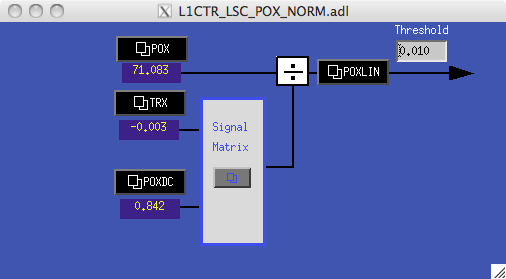 L1CTR_LSC_POX_NORM.adl
Threshold
0.010
POX
71.083
÷
POXLIN
TRX
-0.003
Signal
Matrix
POXDC
0.842